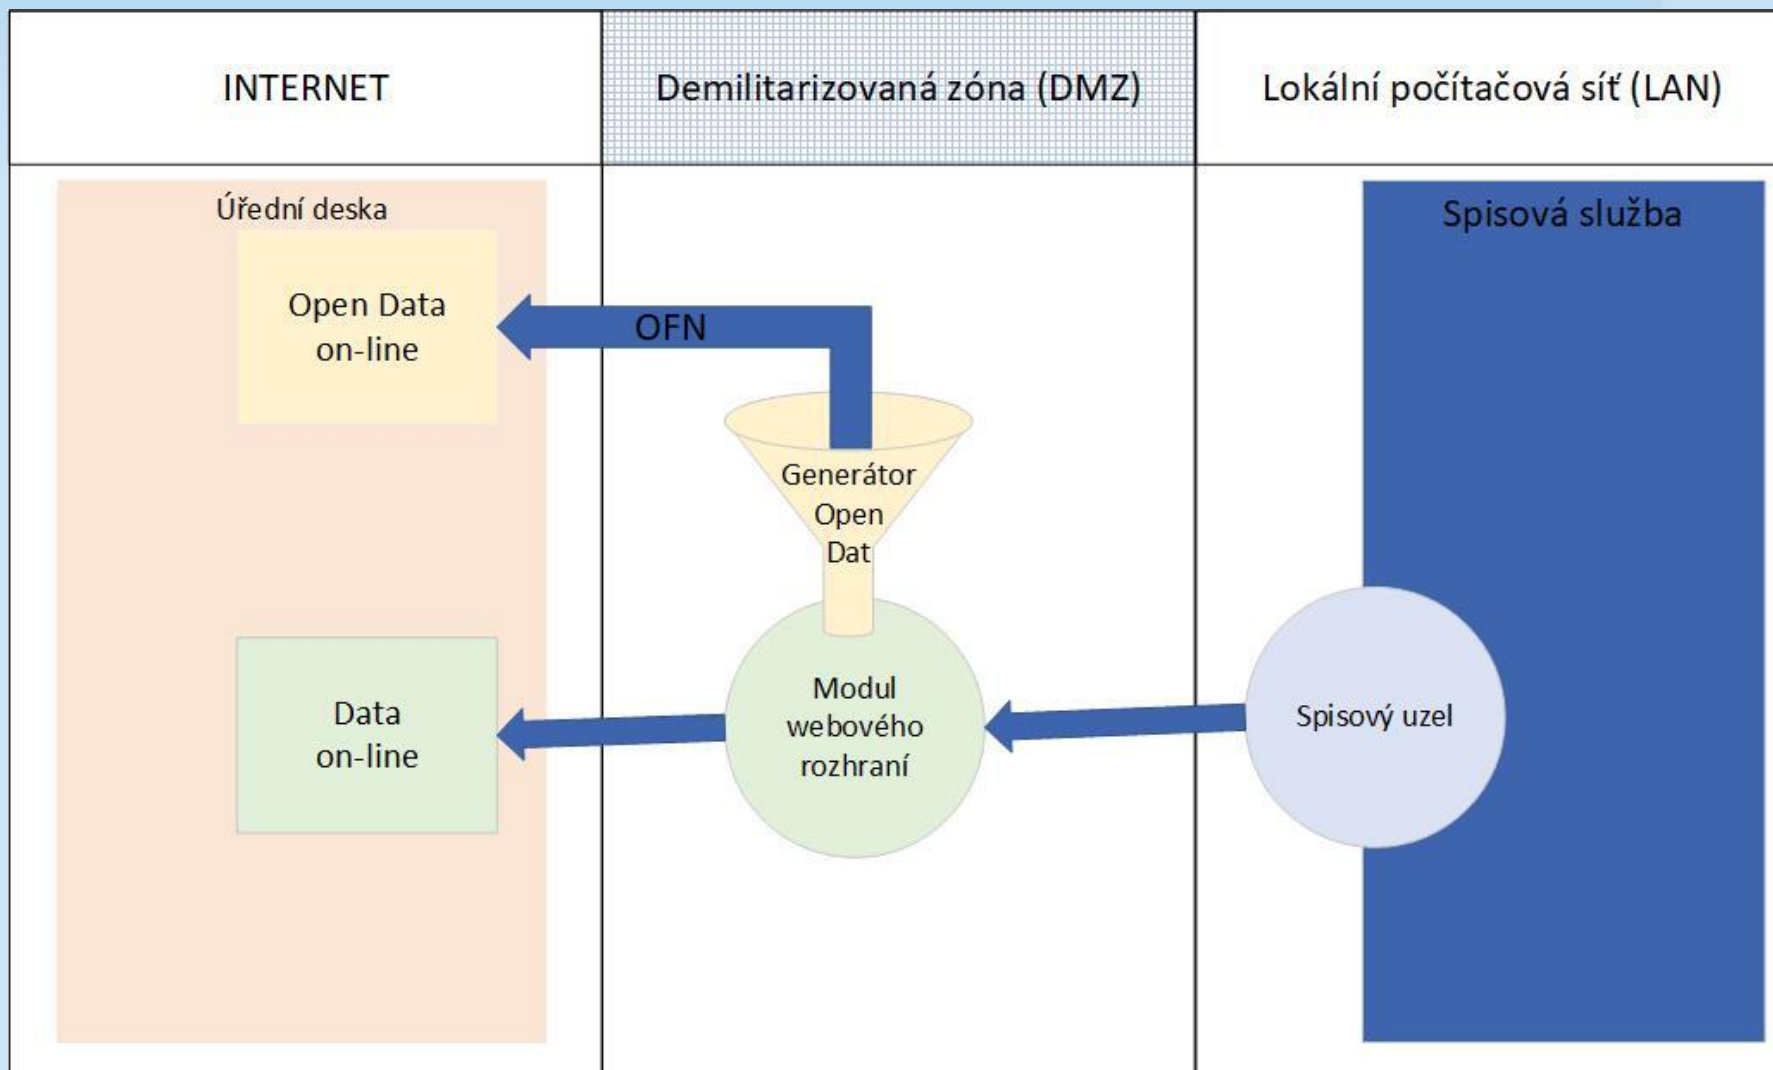 INTERNET
Demilitarizovaná zóna (DMZ)
Lokální počítačová síť (LAN)
Úřední deska
Open Data
on-line
OFN
Generátor
Open
Dat
Data
on-line
Modul
webového
rozhraní
Spisová služba
Spisový uzel